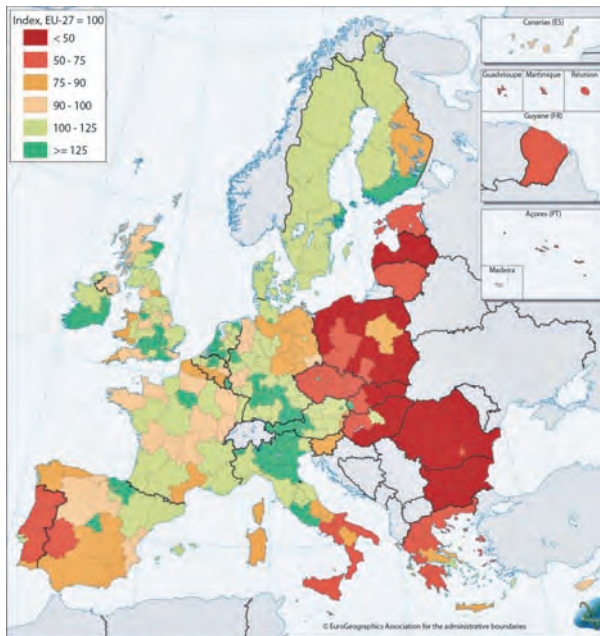 Index, EU-27 = 100
< 50
50 - 75
75 - 90
90 - 100
100 - 125
>= 125
Canarias (ES)
Guadeloupe
Martinique
Réunion
Guyane (FR)
Açores (PT)
Madeira
© EuroGeographics Association for the administrative boundaries